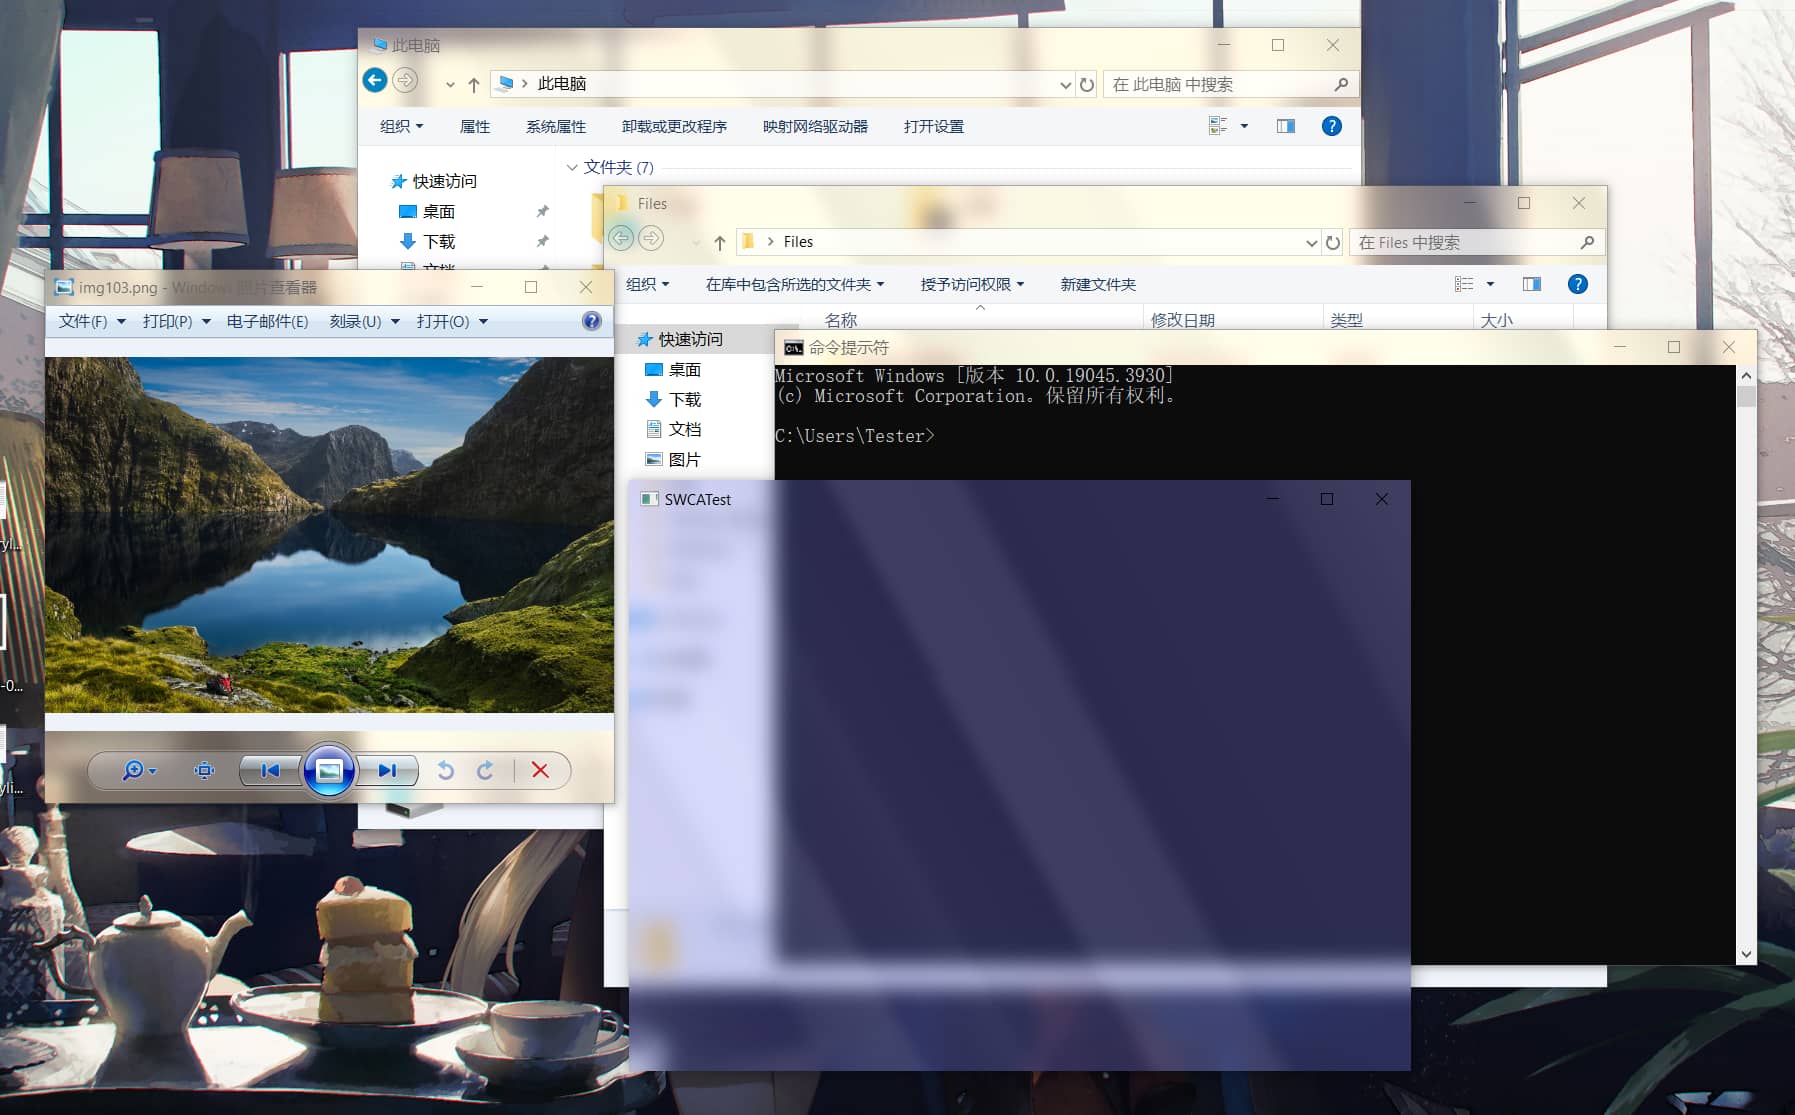 此电脑
此电脑
在 此电脑 中搜索
组织 属性 系统属性 卸载或更改程序 映射网络驱动器 打开设置
快速访问
桌面
下载
文件夹 (7)
Files
Files
在 Files 中搜索
组织 在库中包含所选的文件夹 授予访问权限 新建文件夹
名称 修改日期 类型 大小
快速访问
桌面
下载
文档
图片
img103.png - Windows 照片查看器
文件(F) 打印(P) 电子邮件(E) 刻录(U) 打开(O)
命令提示符
Microsoft Windows [版本 10.0.19045.3930]
(c) Microsoft Corporation。保留所有权利。
C:\Users\Tester>
SWCATest